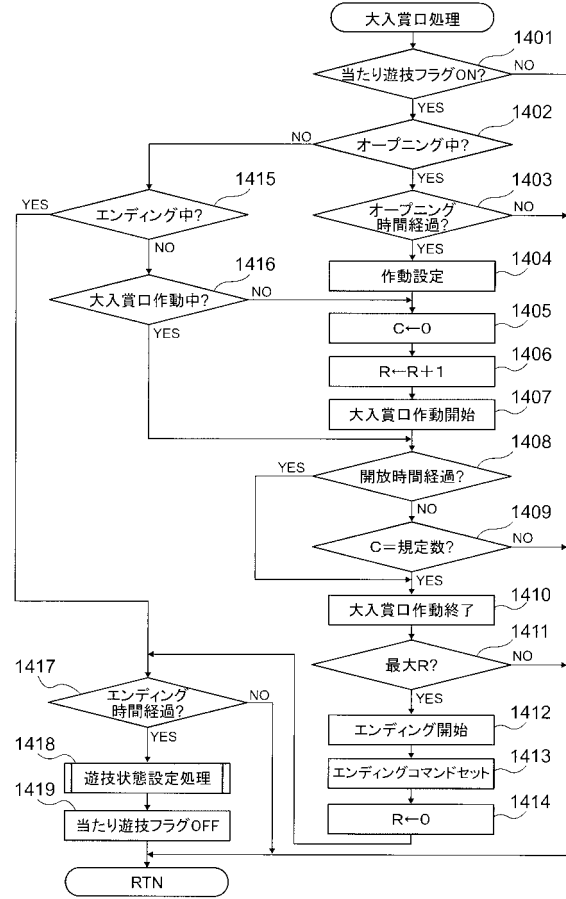 大入賞口処理
1401
当たり遊技フラグON?
NO
YES
1402
オープニング中?
NO
YES
1403
オープニング
時間経過?
NO
YES
1415
エンディング中?
YES
NO
1404
作動設定
1416
大入賞口作動中?
NO
YES
1405
C←0
1406
R←R+1
1407
大入賞口作動開始
1408
開放時間経過?
YES
NO
1409
C=規定数?
NO
YES
1410
大入賞口作動終了
1411
最大R?
NO
YES
1412
エンディング開始
1413
エンディングコマンドセット
1414
R←0
1417
エンディング
時間経過?
NO
YES
1418
遊技状態設定処理
1419
当たり遊技フラグOFF
RTN